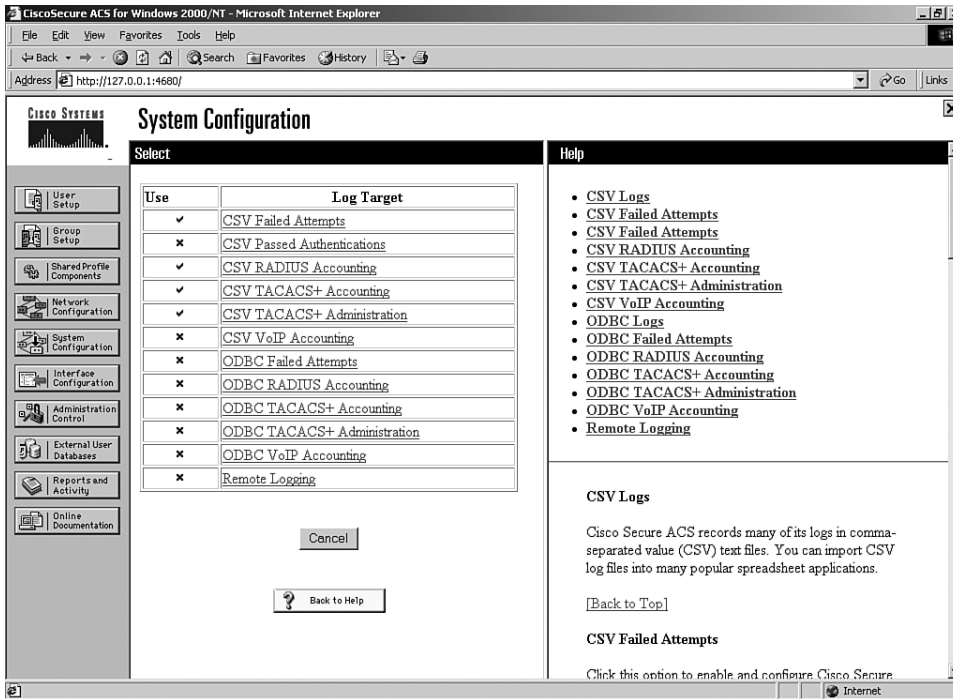 CiscoSecure ACS for Windows 2000/NT - Microsoft Internet Explorer
File Edit View Favorites Tools Help
Back Search Favorites History
Address http://127.0.0.1:4680/ Go Links
CISCO SYSTEMS
System Configuration
Select
User Setup
Group Setup
Shared Profile Components
Network Configuration
System Configuration
Interface Configuration
Administration Control
External User Databases
Reports and Activity
Online Documentation
Use Log Target
CSV Failed Attempts
CSV Passed Authentications
CSV RADIUS Accounting
CSV TACACS+ Accounting
CSV TACACS+ Administration
CSV VoIP Accounting
ODBC Failed Attempts
ODBC RADIUS Accounting
ODBC TACACS+ Accounting
ODBC TACACS+ Administration
ODBC VoIP Accounting
Remote Logging
Cancel
Back to Help
Help
CSV Logs
CSV Failed Attempts
CSV Failed Attempts
CSV RADIUS Accounting
CSV TACACS+ Accounting
CSV TACACS+ Administration
CSV VoIP Accounting
ODBC Logs
ODBC Failed Attempts
ODBC RADIUS Accounting
ODBC TACACS+ Accounting
ODBC TACACS+ Administration
ODBC VoIP Accounting
Remote Logging
CSV Logs
Cisco Secure ACS records many of its logs in comma-
separated value (CSV) text files. You can import CSV
log files into many popular spreadsheet applications.
[Back to Top]
CSV Failed Attempts
Click this option to enable and configure Cisco Secure
Internet